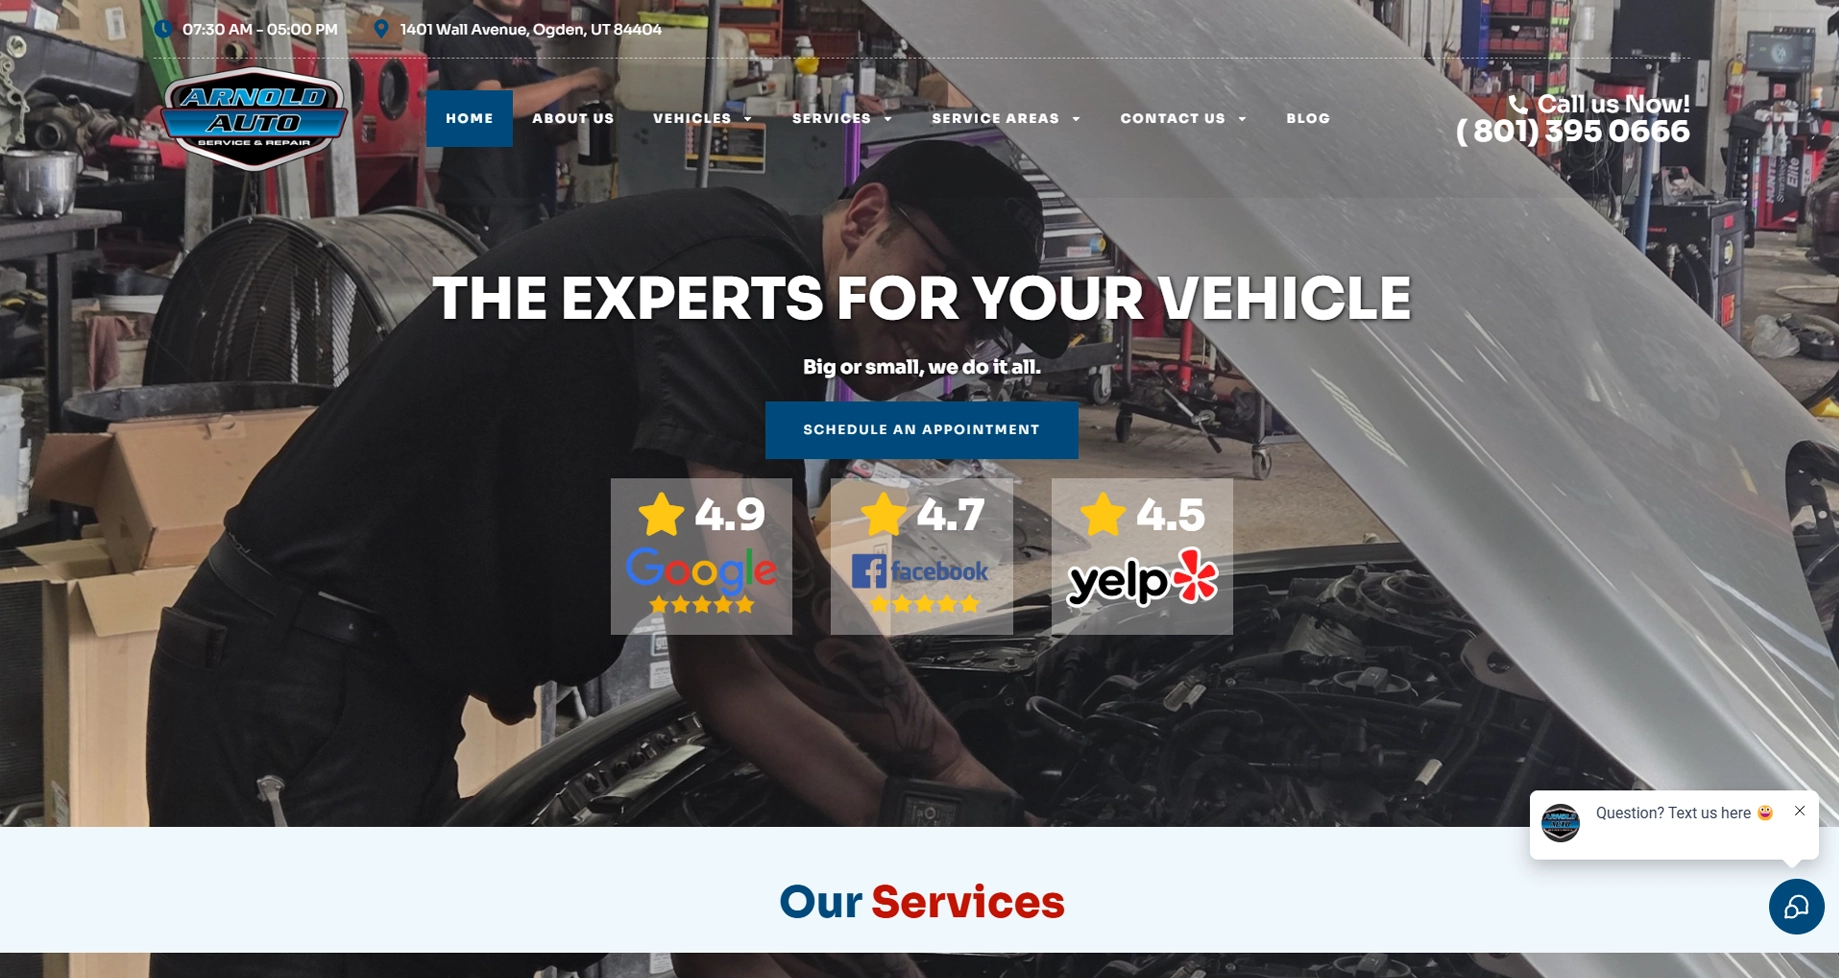 07:30 AM - 05:00 PM
1401 Wall Avenue, Ogden, UT 84404
ARNOLD
AUTO
SERVICE & REPAIR
HOME
ABOUT US
VEHICLES
SERVICES
SERVICE AREAS
CONTACT US
BLOG
Call us Now!
( 801) 395 0666
THE EXPERTS FOR YOUR VEHICLE
Big or small, we do it all.
SCHEDULE AN APPOINTMENT
4.9
Google
4.7
facebook
4.5
yelp
Question? Text us here 🤪
Our Services